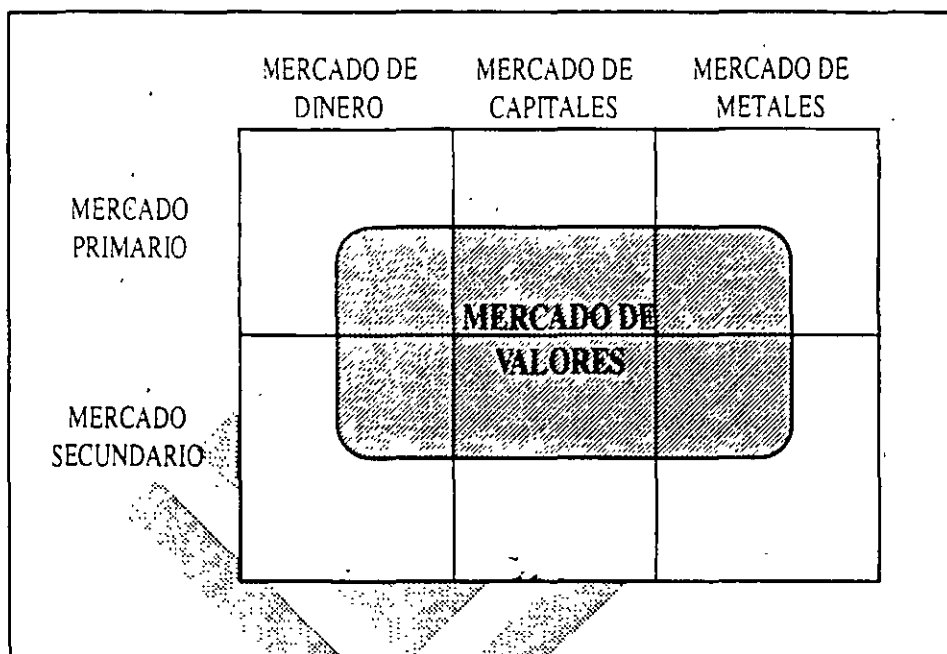 MERCADO DE
DINERO
MERCADO DE
CAPITALES
MERCADO DE
METALES
MERCADO
PRIMARIO
MERCADO DE
VALORES
MERCADO
SECUNDARIO